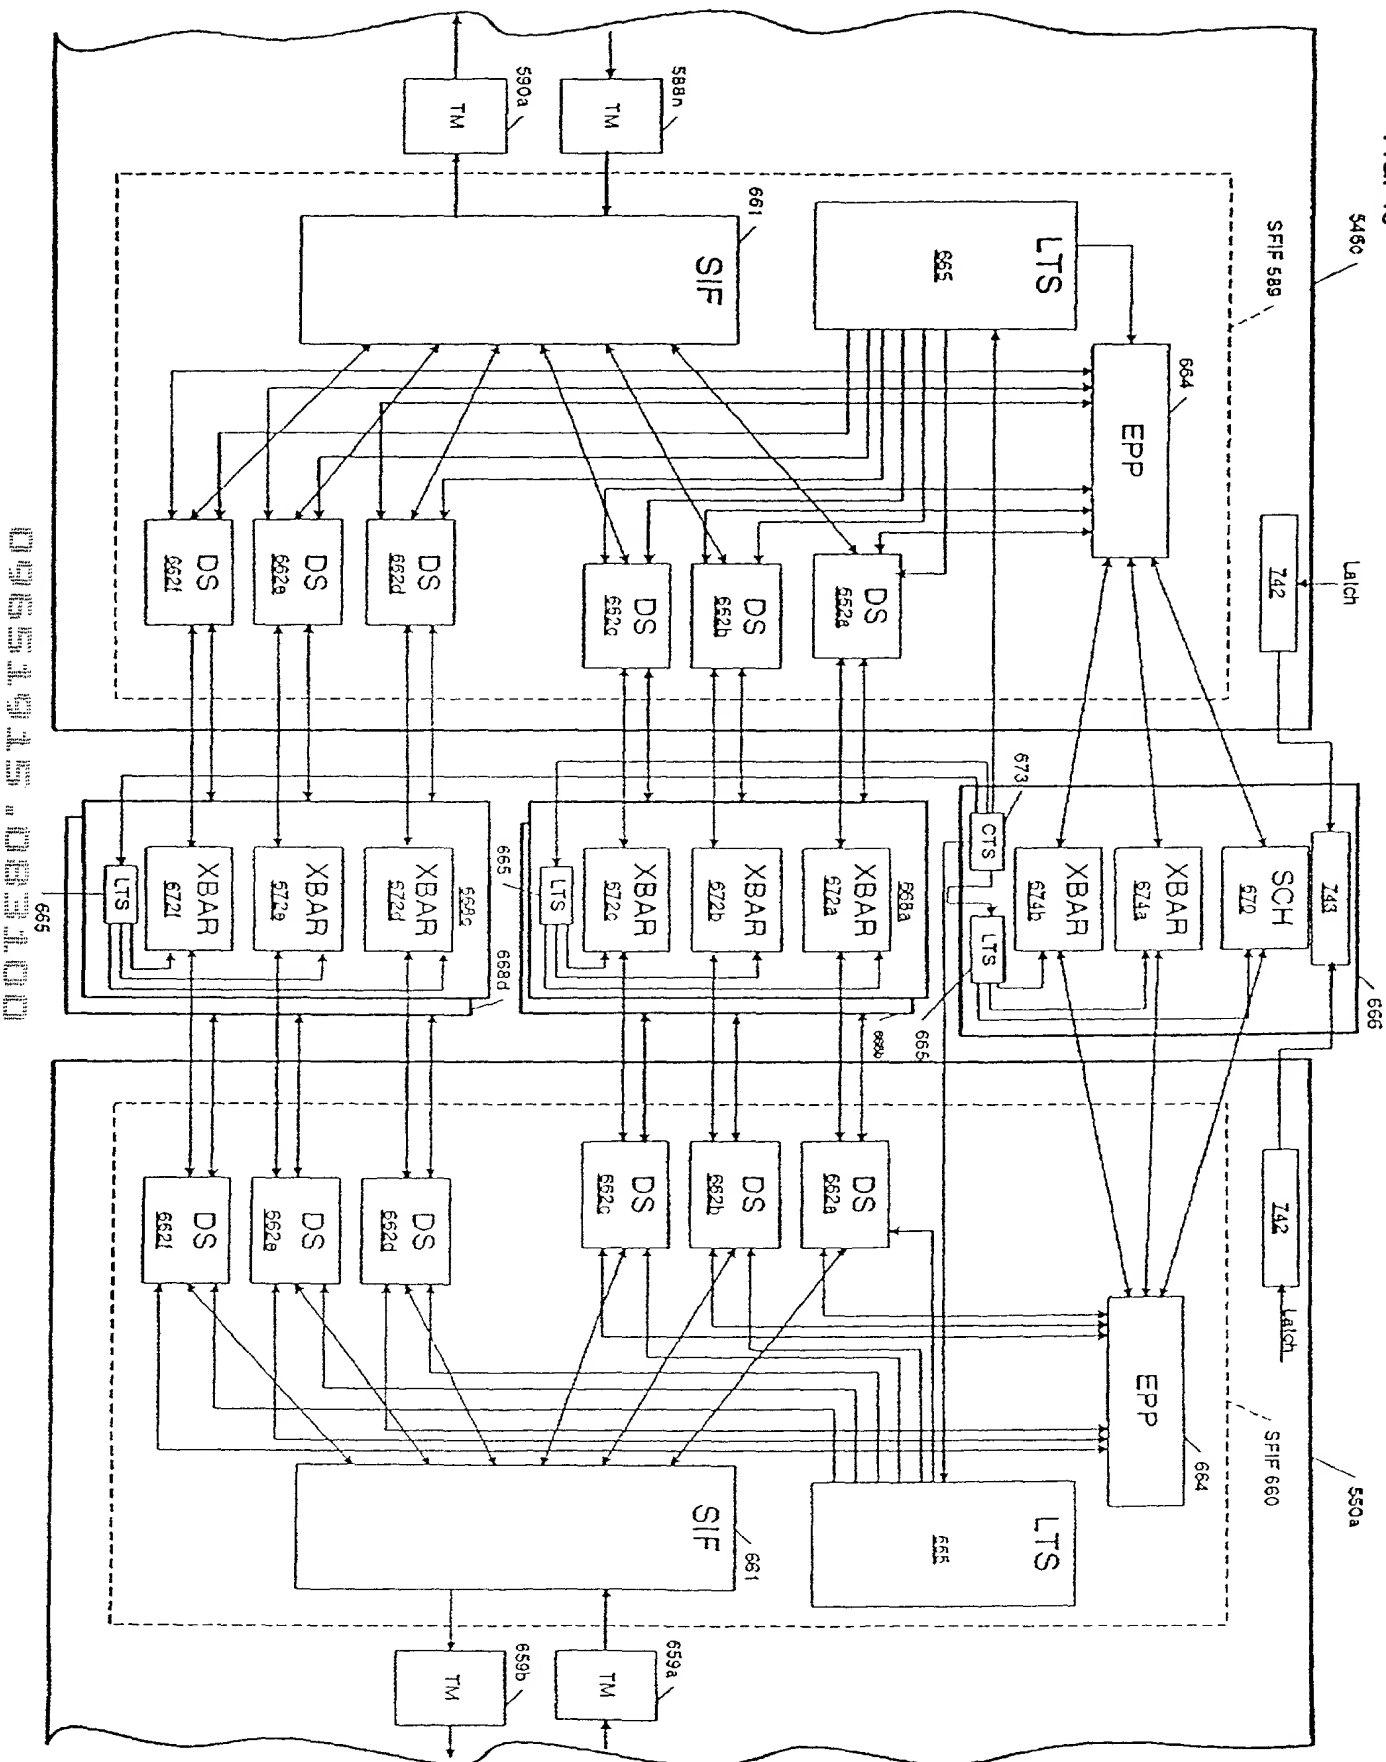 5460
SFIF 589
Latch
742
664
EPP
LTS
665
661
SIF
588n
TM
590a
TM
DS
652a
DS
662b
DS
662c
DS
662d
DS
662e
DS
662f
666
743
SCH
670
XBAR
674a
XBAR
674b
673
CTS
LTS
665
668a
XBAR
672a
XBAR
672b
XBAR
672c
665
LTS
668b
668c
XBAR
672d
XBAR
672e
XBAR
672f
LTS
665
668d
550a
SFIF 660
742
Latch
EPP
664
DS
662a
DS
662b
DS
662c
DS
662d
DS
662e
DS
662f
LTS
665
SIF
661
659a
TM
659b
TM